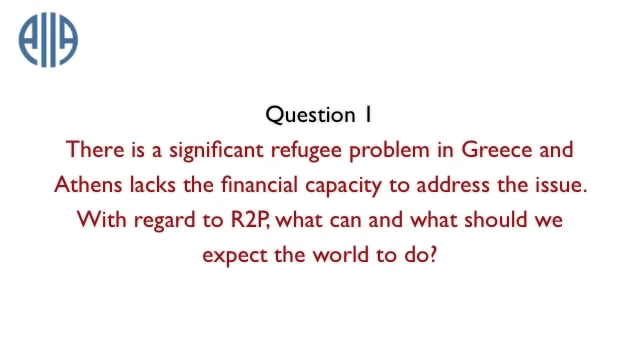 AIIA
Question 1
There is a significant refugee problem in Greece and
Athens lacks the financial capacity to address the issue.
With regard to R2P, what can and what should we
expect the world to do?